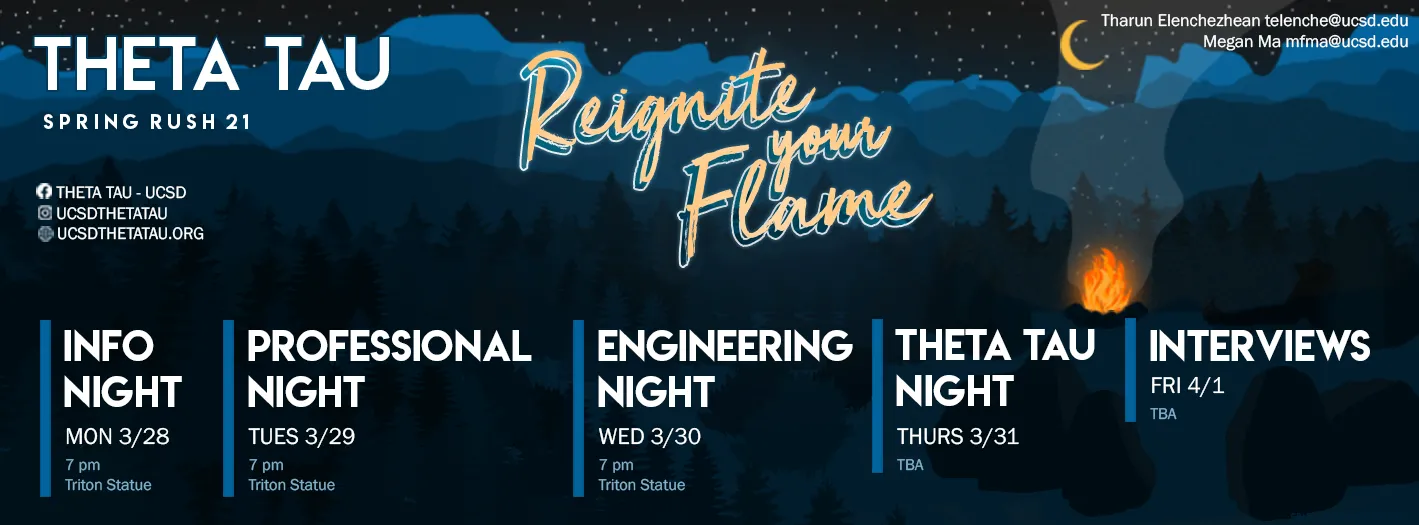 THETA TAU
SPRING RUSH 21
THETA TAU - UCSD
UCSDTHETATAU
UCSDTHETATAU.ORG
Reignite
your
Flame
Tharun Elenchezhean telenche@ucsd.edu
Megan Ma mfma@ucsd.edu
INFO
NIGHT
MON 3/28
7 pm
Triton Statue
PROFESSIONAL
NIGHT
TUES 3/29
7 pm
Triton Statue
ENGINEERING
NIGHT
WED 3/30
7 pm
Triton Statue
THETA TAU
NIGHT
THURS 3/31
TBA
INTERVIEWS
FRI 4/1
TBA